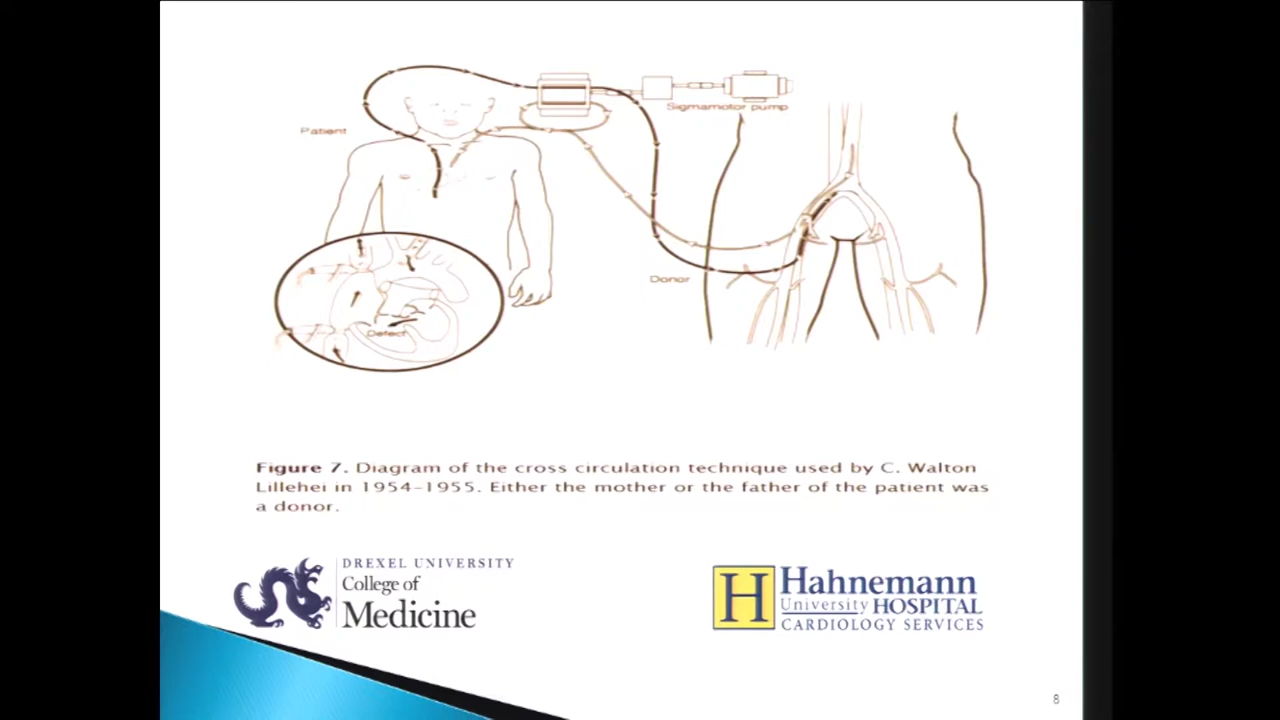 Sigmamotor pump
Patient
Donor
Defect
Figure 7. Diagram of the cross circulation technique used by C. Walton
Lillehei in 1954–1955. Either the mother or the father of the patient was
a donor.
DREXEL UNIVERSITY
College of
Medicine
H
Hahnemann
University HOSPITAL
CARDIOLOGY SERVICES
8